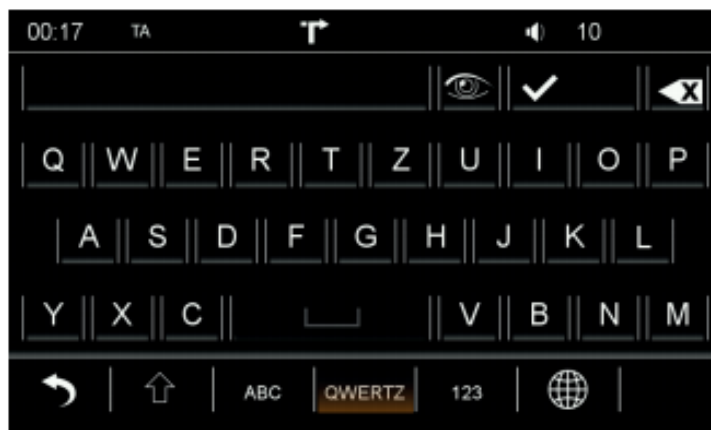 00:17 TA 10
Q W E R T Z U I O P
A S D F G H J K L
Y X C V B N M
ABC QWERTZ 123